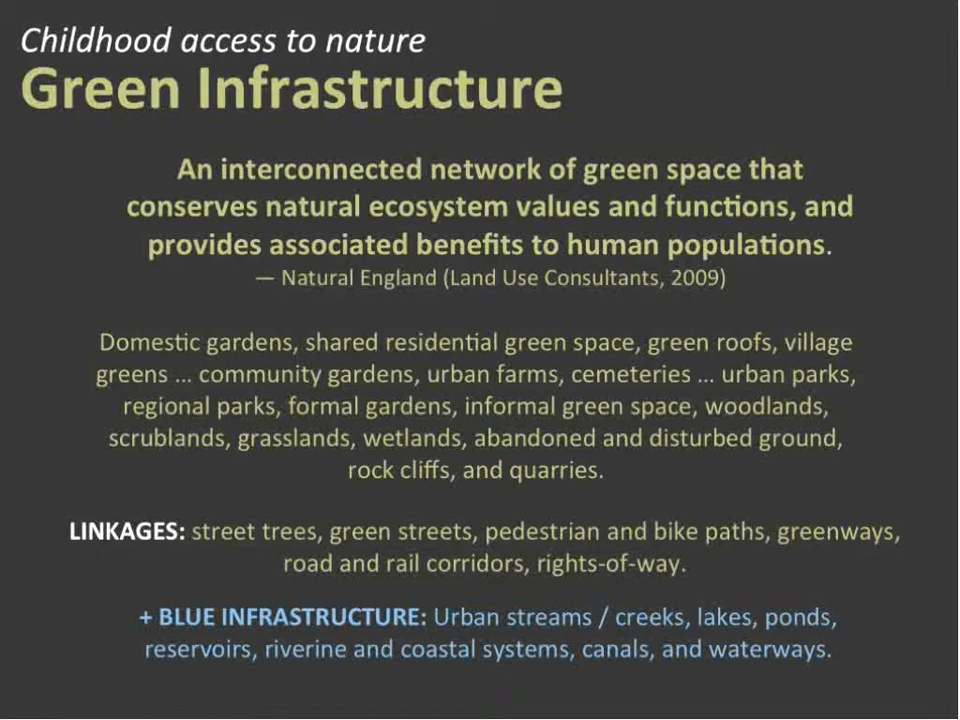 Childhood access to nature
Green Infrastructure
An interconnected network of green space that
conserves natural ecosystem values and functions, and
provides associated benefits to human populations.
— Natural England (Land Use Consultants, 2009)
Domestic gardens, shared residential green space, green roofs, village
greens ... community gardens, urban farms, cemeteries ... urban parks,
regional parks, formal gardens, informal green space, woodlands,
scrublands, grasslands, wetlands, abandoned and disturbed ground,
rock cliffs, and quarries.
LINKAGES: street trees, green streets, pedestrian and bike paths, greenways,
road and rail corridors, rights-of-way.
+ BLUE INFRASTRUCTURE: Urban streams / creeks, lakes, ponds,
reservoirs, riverine and coastal systems, canals, and waterways.